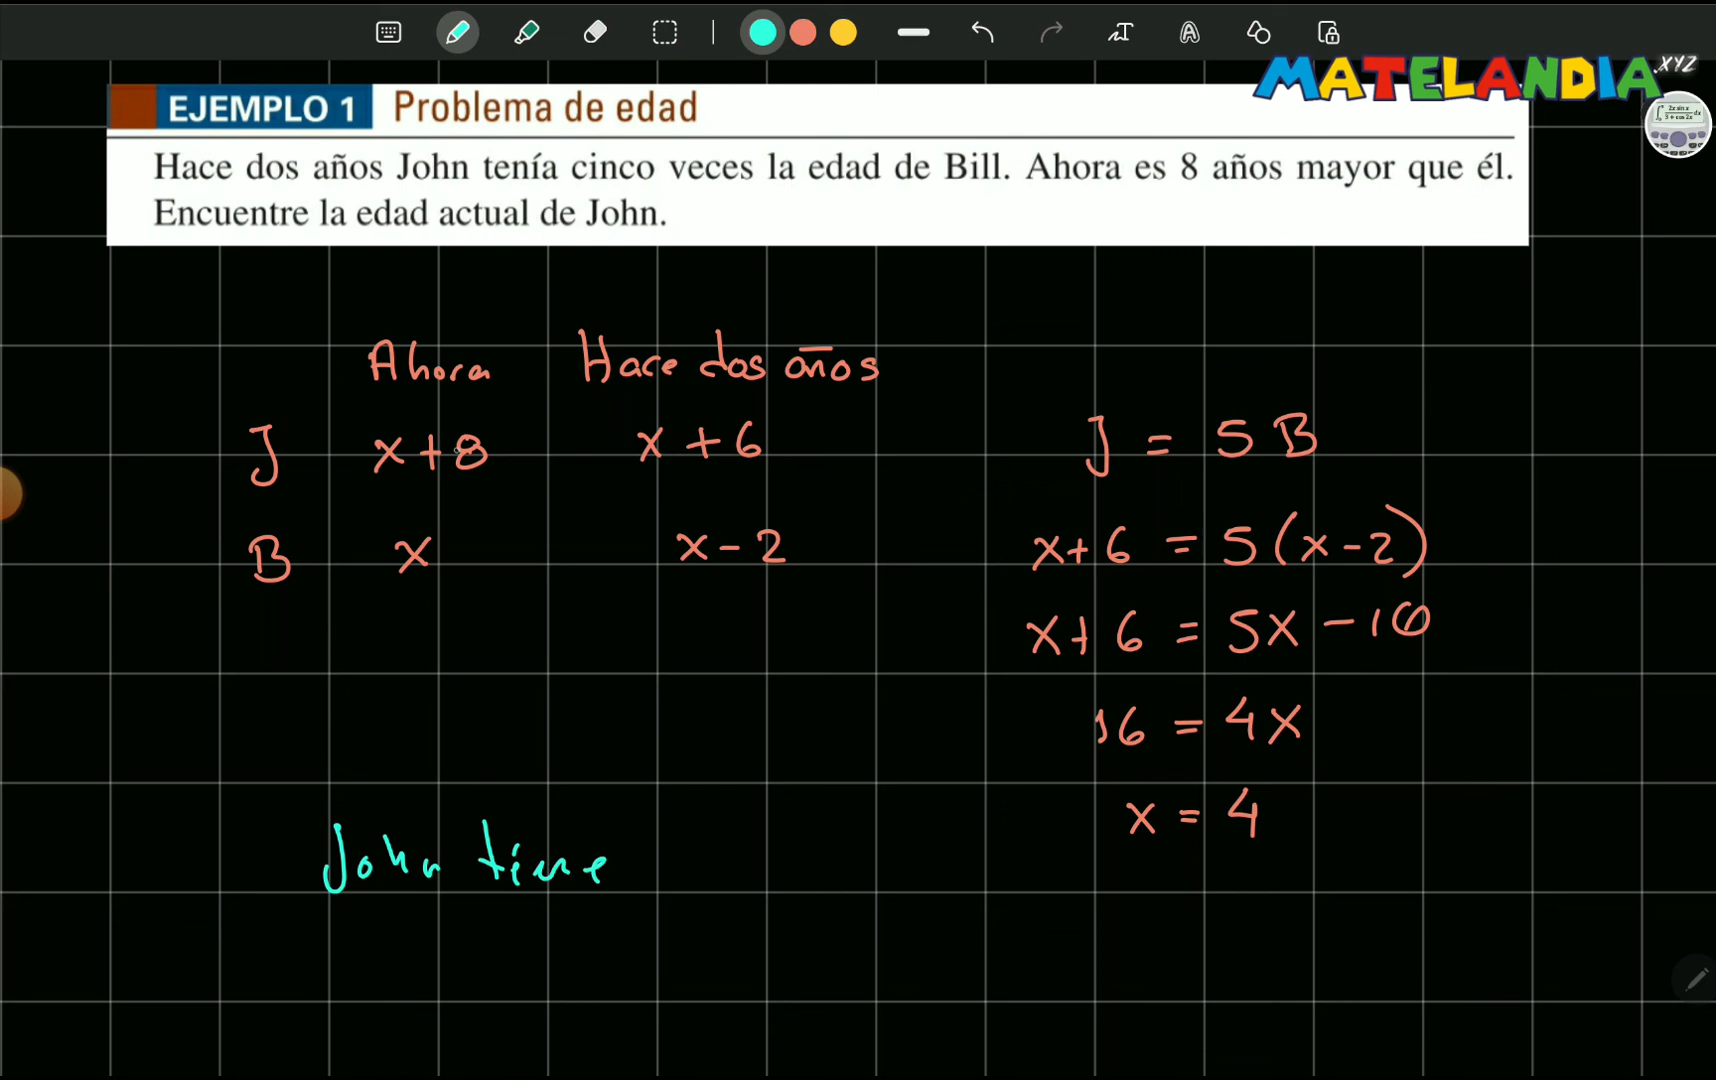 MATELANDIA.XYZ
EJEMPLO 1 Problema de edad
Hace dos años John tenía cinco veces la edad de Bill. Ahora es 8 años mayor que él.
Encuentre la edad actual de John.
Ahora Hace dos años
J x+8 x+6
B x x-2
J = 5B
x+6 = 5(x-2)
x+6 = 5x-10
16 = 4x
x = 4
John tiene